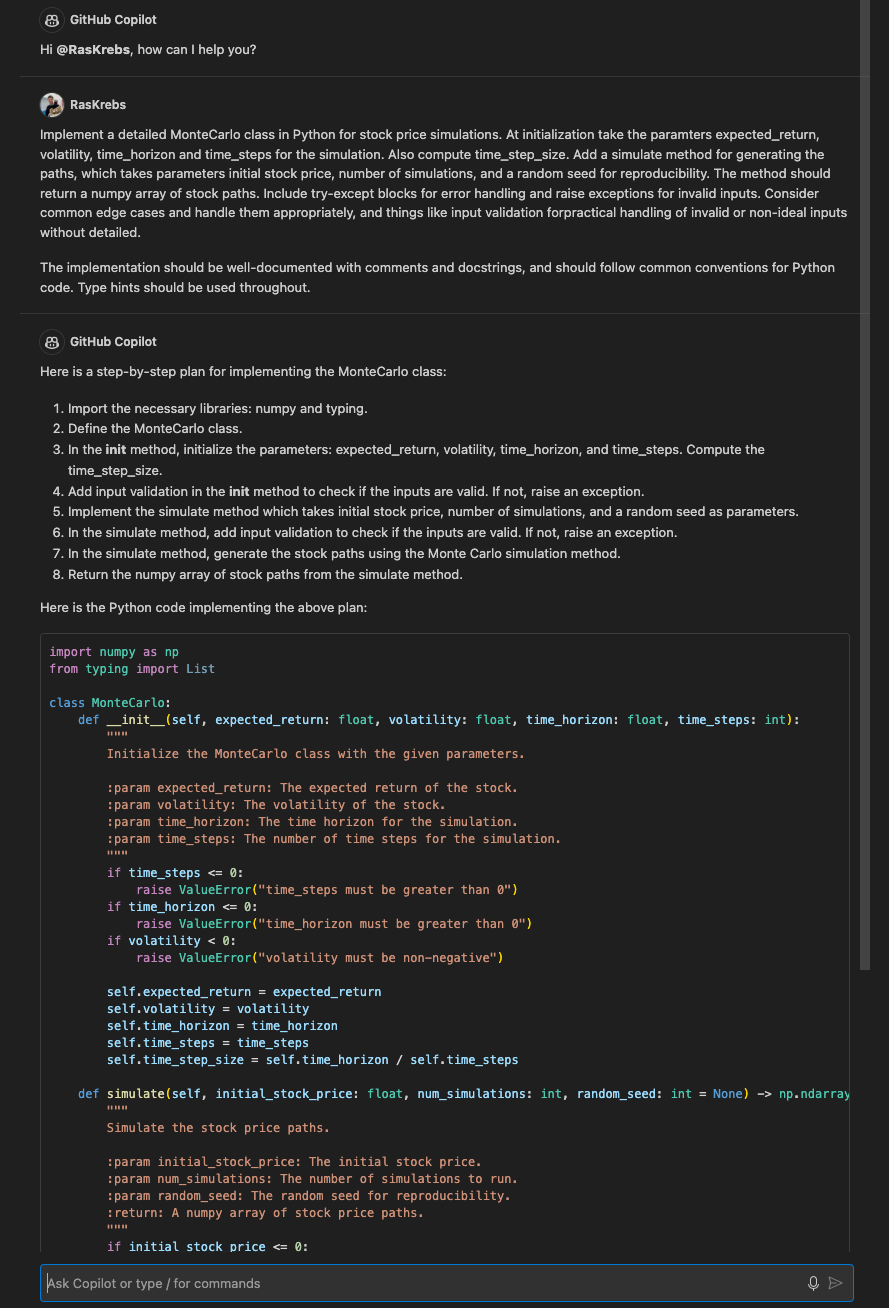 GitHub Copilot
Hi @RasKrebs, how can I help you?
RasKrebs
Implement a detailed MonteCarlo class in Python for stock price simulations. At initialization take the paramters expected_return,
volatility, time_horizon and time_steps for the simulation. Also compute time_step_size. Add a simulate method for generating the
paths, which takes parameters initial stock price, number of simulations, and a random seed for reproducibility. The method should
return a numpy array of stock paths. Include try-except blocks for error handling and raise exceptions for invalid inputs. Consider
common edge cases and handle them appropriately, and things like input validation forpractical handling of invalid or non-ideal inputs
without detailed.
The implementation should be well-documented with comments and docstrings, and should follow common conventions for Python
code. Type hints should be used throughout.
GitHub Copilot
Here is a step-by-step plan for implementing the MonteCarlo class:
1. Import the necessary libraries: numpy and typing.
2. Define the MonteCarlo class.
3. In the init method, initialize the parameters: expected_return, volatility, time_horizon, and time_steps. Compute the
time_step_size.
4. Add input validation in the init method to check if the inputs are valid. If not, raise an exception.
5. Implement the simulate method which takes initial stock price, number of simulations, and a random seed as parameters.
6. In the simulate method, add input validation to check if the inputs are valid. If not, raise an exception.
7. In the simulate method, generate the stock paths using the Monte Carlo simulation method.
8. Return the numpy array of stock paths from the simulate method.
Here is the Python code implementing the above plan:
import numpy as np
from typing import List
class MonteCarlo:
    def __init__(self, expected_return: float, volatility: float, time_horizon: float, time_steps: int):
        """
        Initialize the MonteCarlo class with the given parameters.
        :param expected_return: The expected return of the stock.
        :param volatility: The volatility of the stock.
        :param time_horizon: The time horizon for the simulation.
        :param time_steps: The number of time steps for the simulation.
        """
        if time_steps <= 0:
            raise ValueError("time_steps must be greater than 0")
        if time_horizon <= 0:
            raise ValueError("time_horizon must be greater than 0")
        if volatility < 0:
            raise ValueError("volatility must be non-negative")
        self.expected_return = expected_return
        self.volatility = volatility
        self.time_horizon = time_horizon
        self.time_steps = time_steps
        self.time_step_size = self.time_horizon / self.time_steps
    def simulate(self, initial_stock_price: float, num_simulations: int, random_seed: int = None) -> np.ndarray
        """
        Simulate the stock price paths.
        :param initial_stock_price: The initial stock price.
        :param num_simulations: The number of simulations to run.
        :param random_seed: The random seed for reproducibility.
        :return: A numpy array of stock price paths.
        """
        if initial_stock_price <= 0:
Ask Copilot or type / for commands